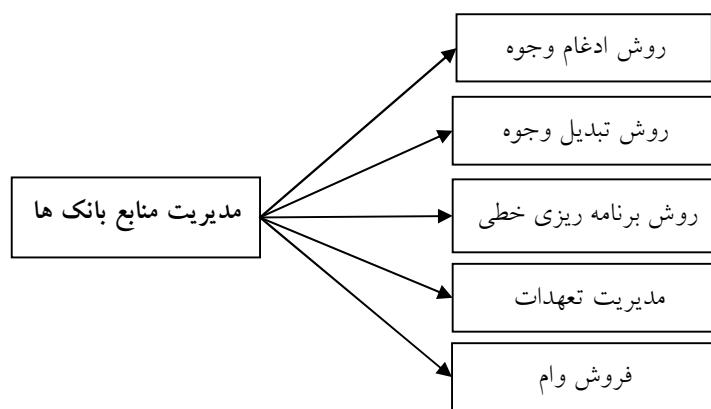 مدیریت منابع بانک ها
روش ادغام وجوه
روش تبدیل وجوه
روش برنامه ریزی خطی
مدیریت تعهدات
فروش وام